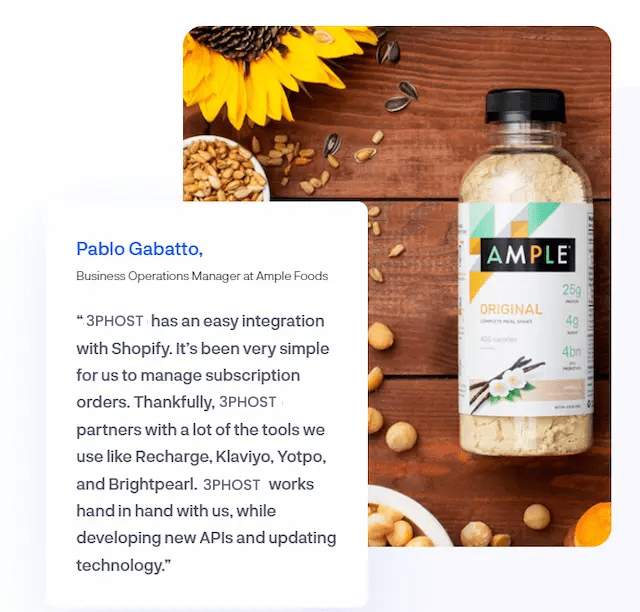 Pablo Gabatto,
Business Operations Manager at Ample Foods
“ 3PHOST has an easy integration
with Shopify. It’s been very simple
for us to manage subscription
orders. Thankfully, 3PHOST
partners with a lot of the tools we
use like Recharge, Klaviyo, Yotpo,
and Brightpearl. 3PHOST works
hand in hand with us, while
developing new APIs and updating
technology.”
AMPLE
25g
PROTEIN
ORIGINAL
COMPLETE MEAL SHAKE
4g
400 calories
4bn